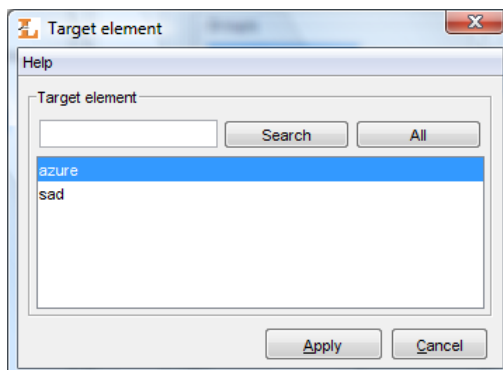 Target element
Help
Target element
Search All
azure
sad
Apply Cancel